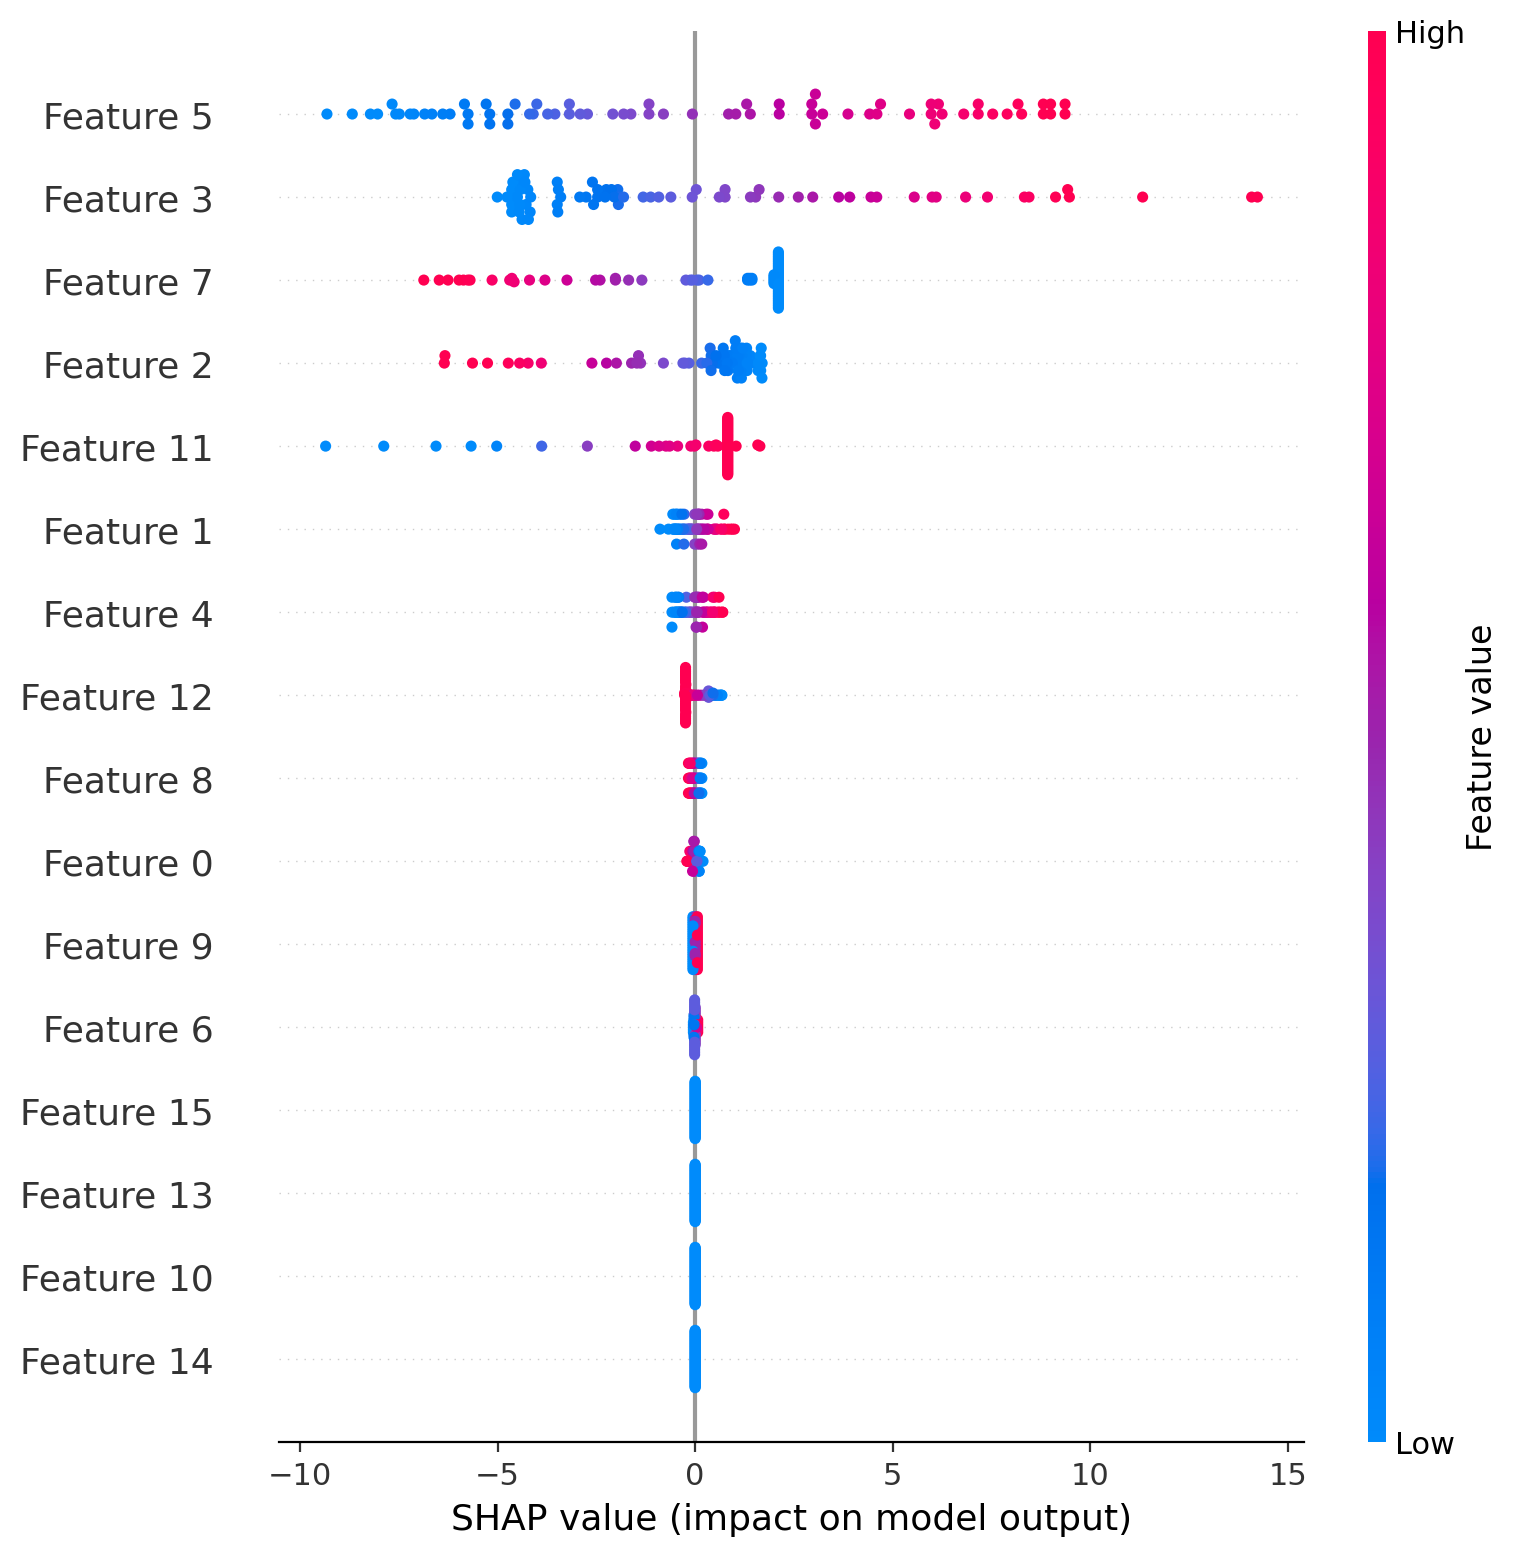 High
Feature 5
Feature 3
Feature 7
Feature 2
Feature 11
Feature 1
Feature 4
Feature 12
Feature 8
Feature 0
Feature 9
Feature 6
Feature 15
Feature 13
Feature 10
Feature 14
Feature value
Low
−10 −5 0 5 10 15
SHAP value (impact on model output)